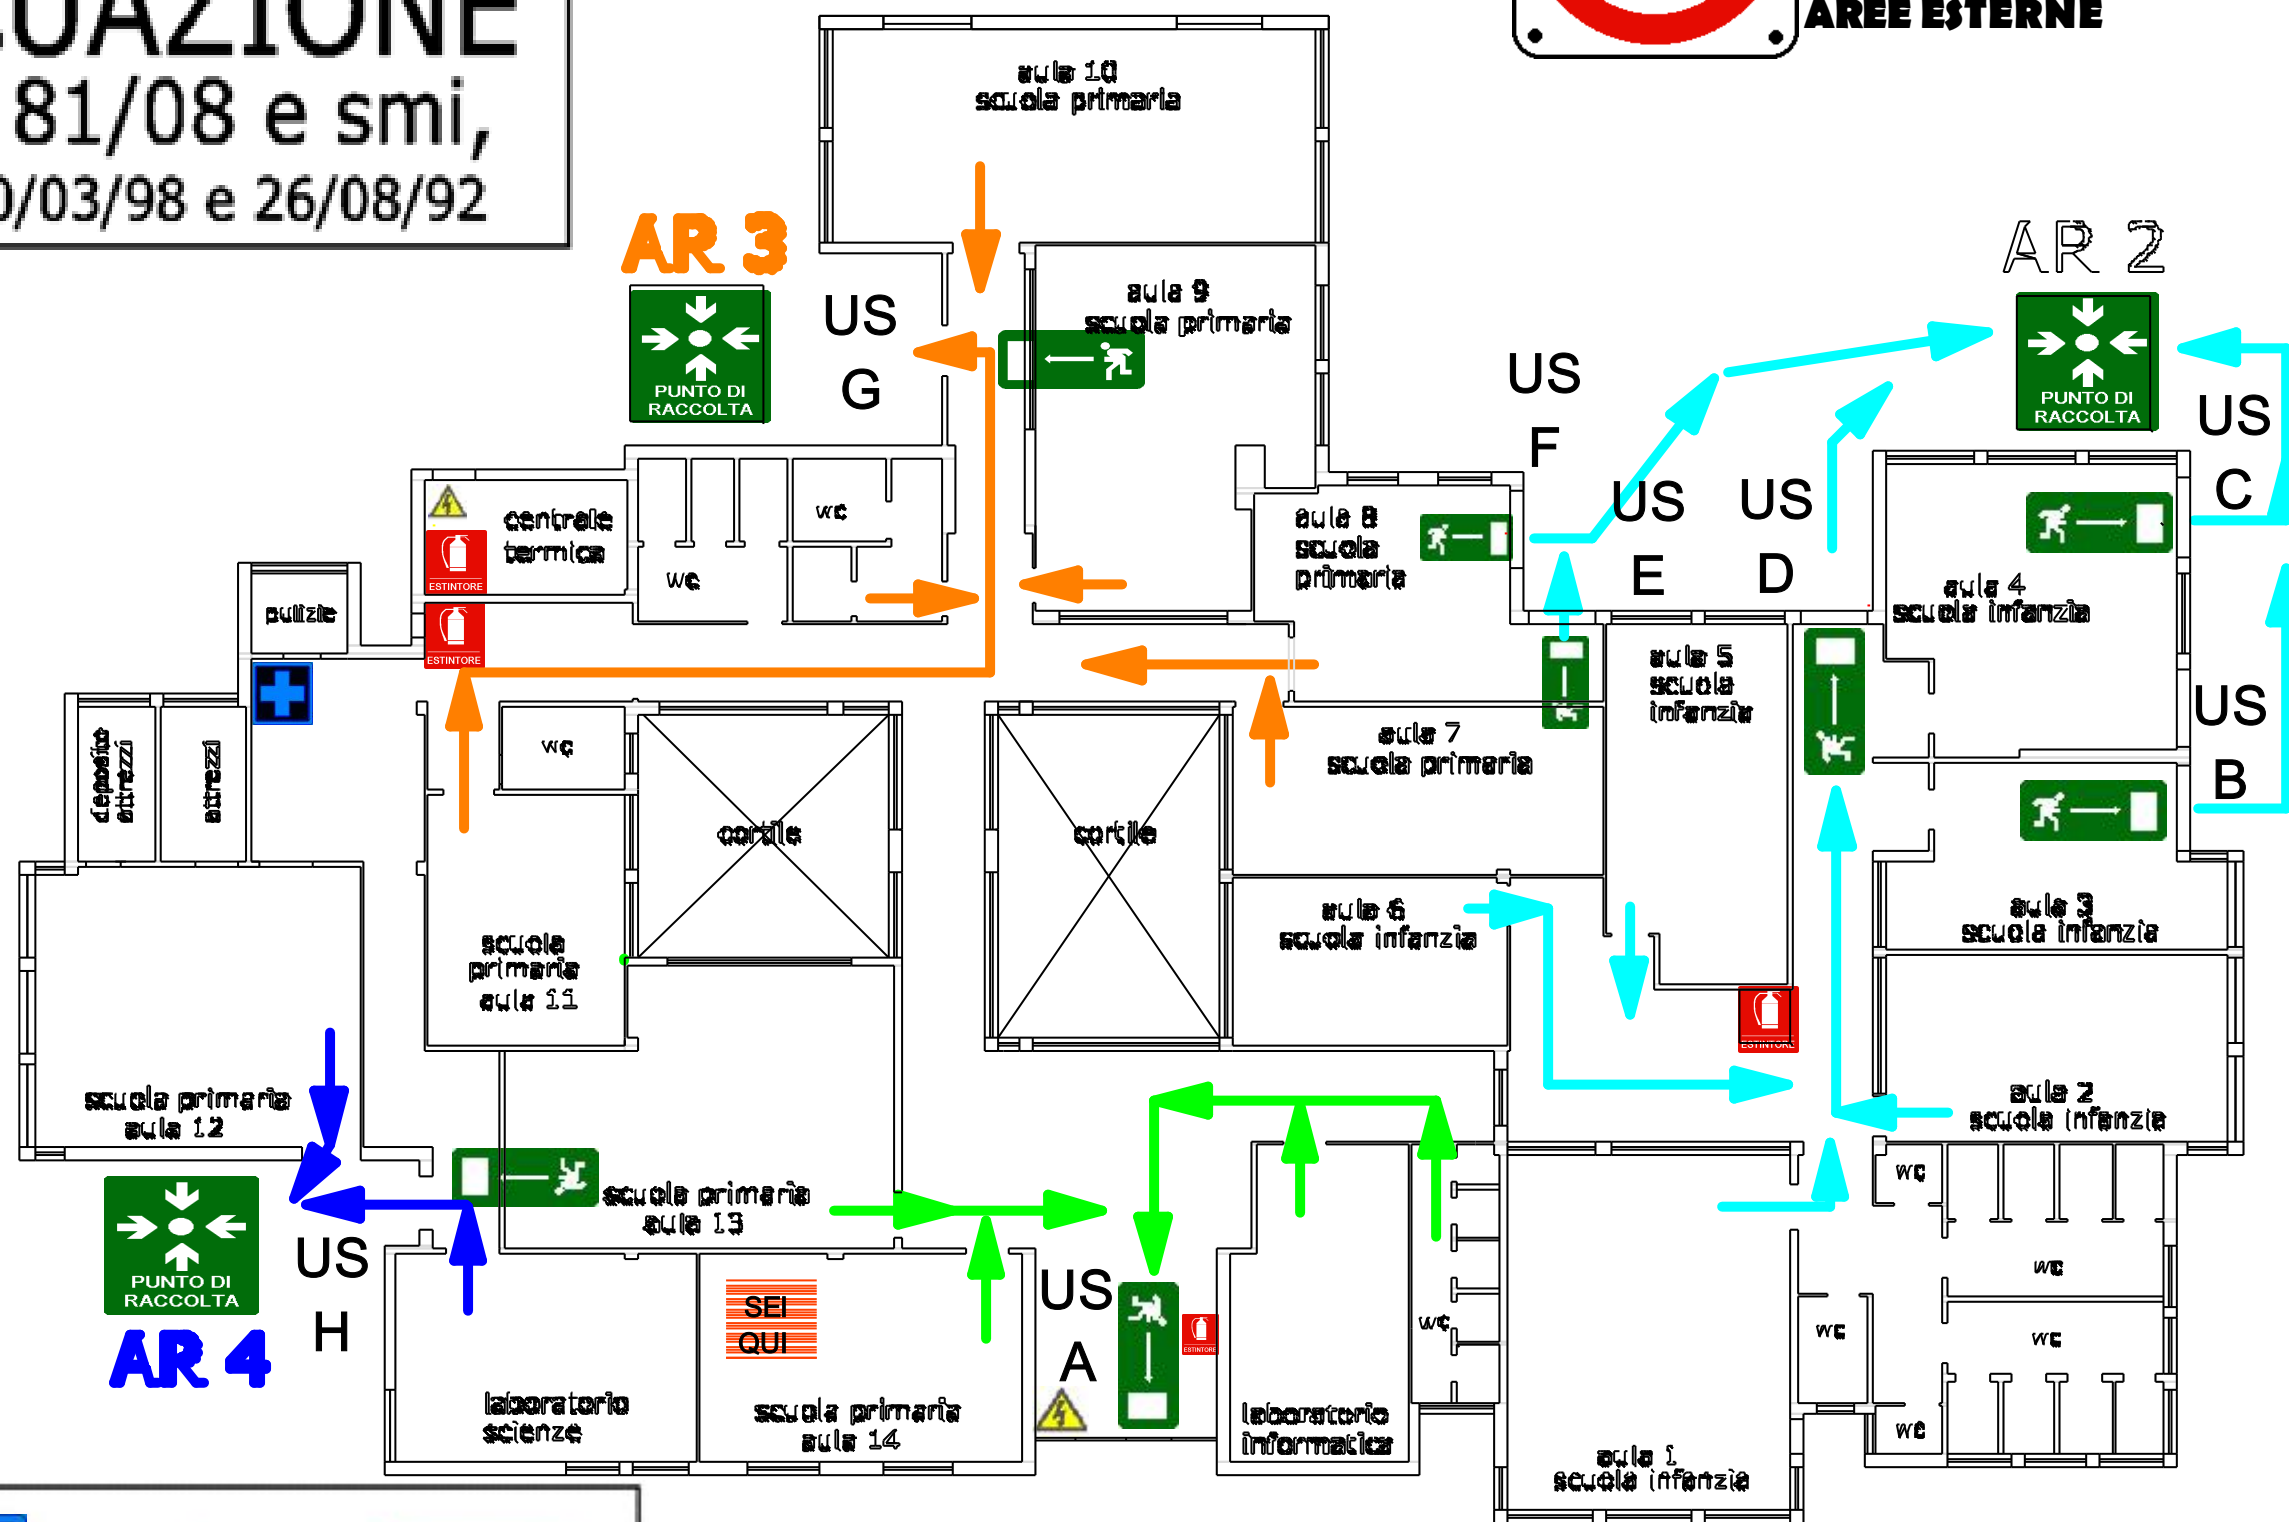 81/08 e smi,
0/03/98 e 26/08/92
AREE ESTERNE
aula 10
scuola primaria
AR 3
PUNTO DI
RACCOLTA
US
G
aula 9
scuola primaria
US
F
AR 2
PUNTO DI
RACCOLTA
US
C
US
E
US
D
centrale
termica
ESTINTORE
wc
wc
aula 8
scuola
primaria
aula 4
scuola infanzia
pulizie
ESTINTORE
aula 5
scuola
infanzia
US
B
deposito
attrezzi
attrezzi
wc
cortile
cortile
aula 7
scuola primaria
aula 6
scuola infanzia
aula 3
scuola infanzia
scuola
primaria
aula 11
ESTINTORE
scuola primaria
aula 12
aula 2
scuola infanzia
scuola primaria
aula 13
PUNTO DI
RACCOLTA
AR 4
US
H
SEI
QUI
US
A
ESTINTORE
wc
wc
wc
wc
wc
wc
laboratorio
scienze
scuola primaria
aula 14
laboratorio
informatica
aula 1
scuola infanzia